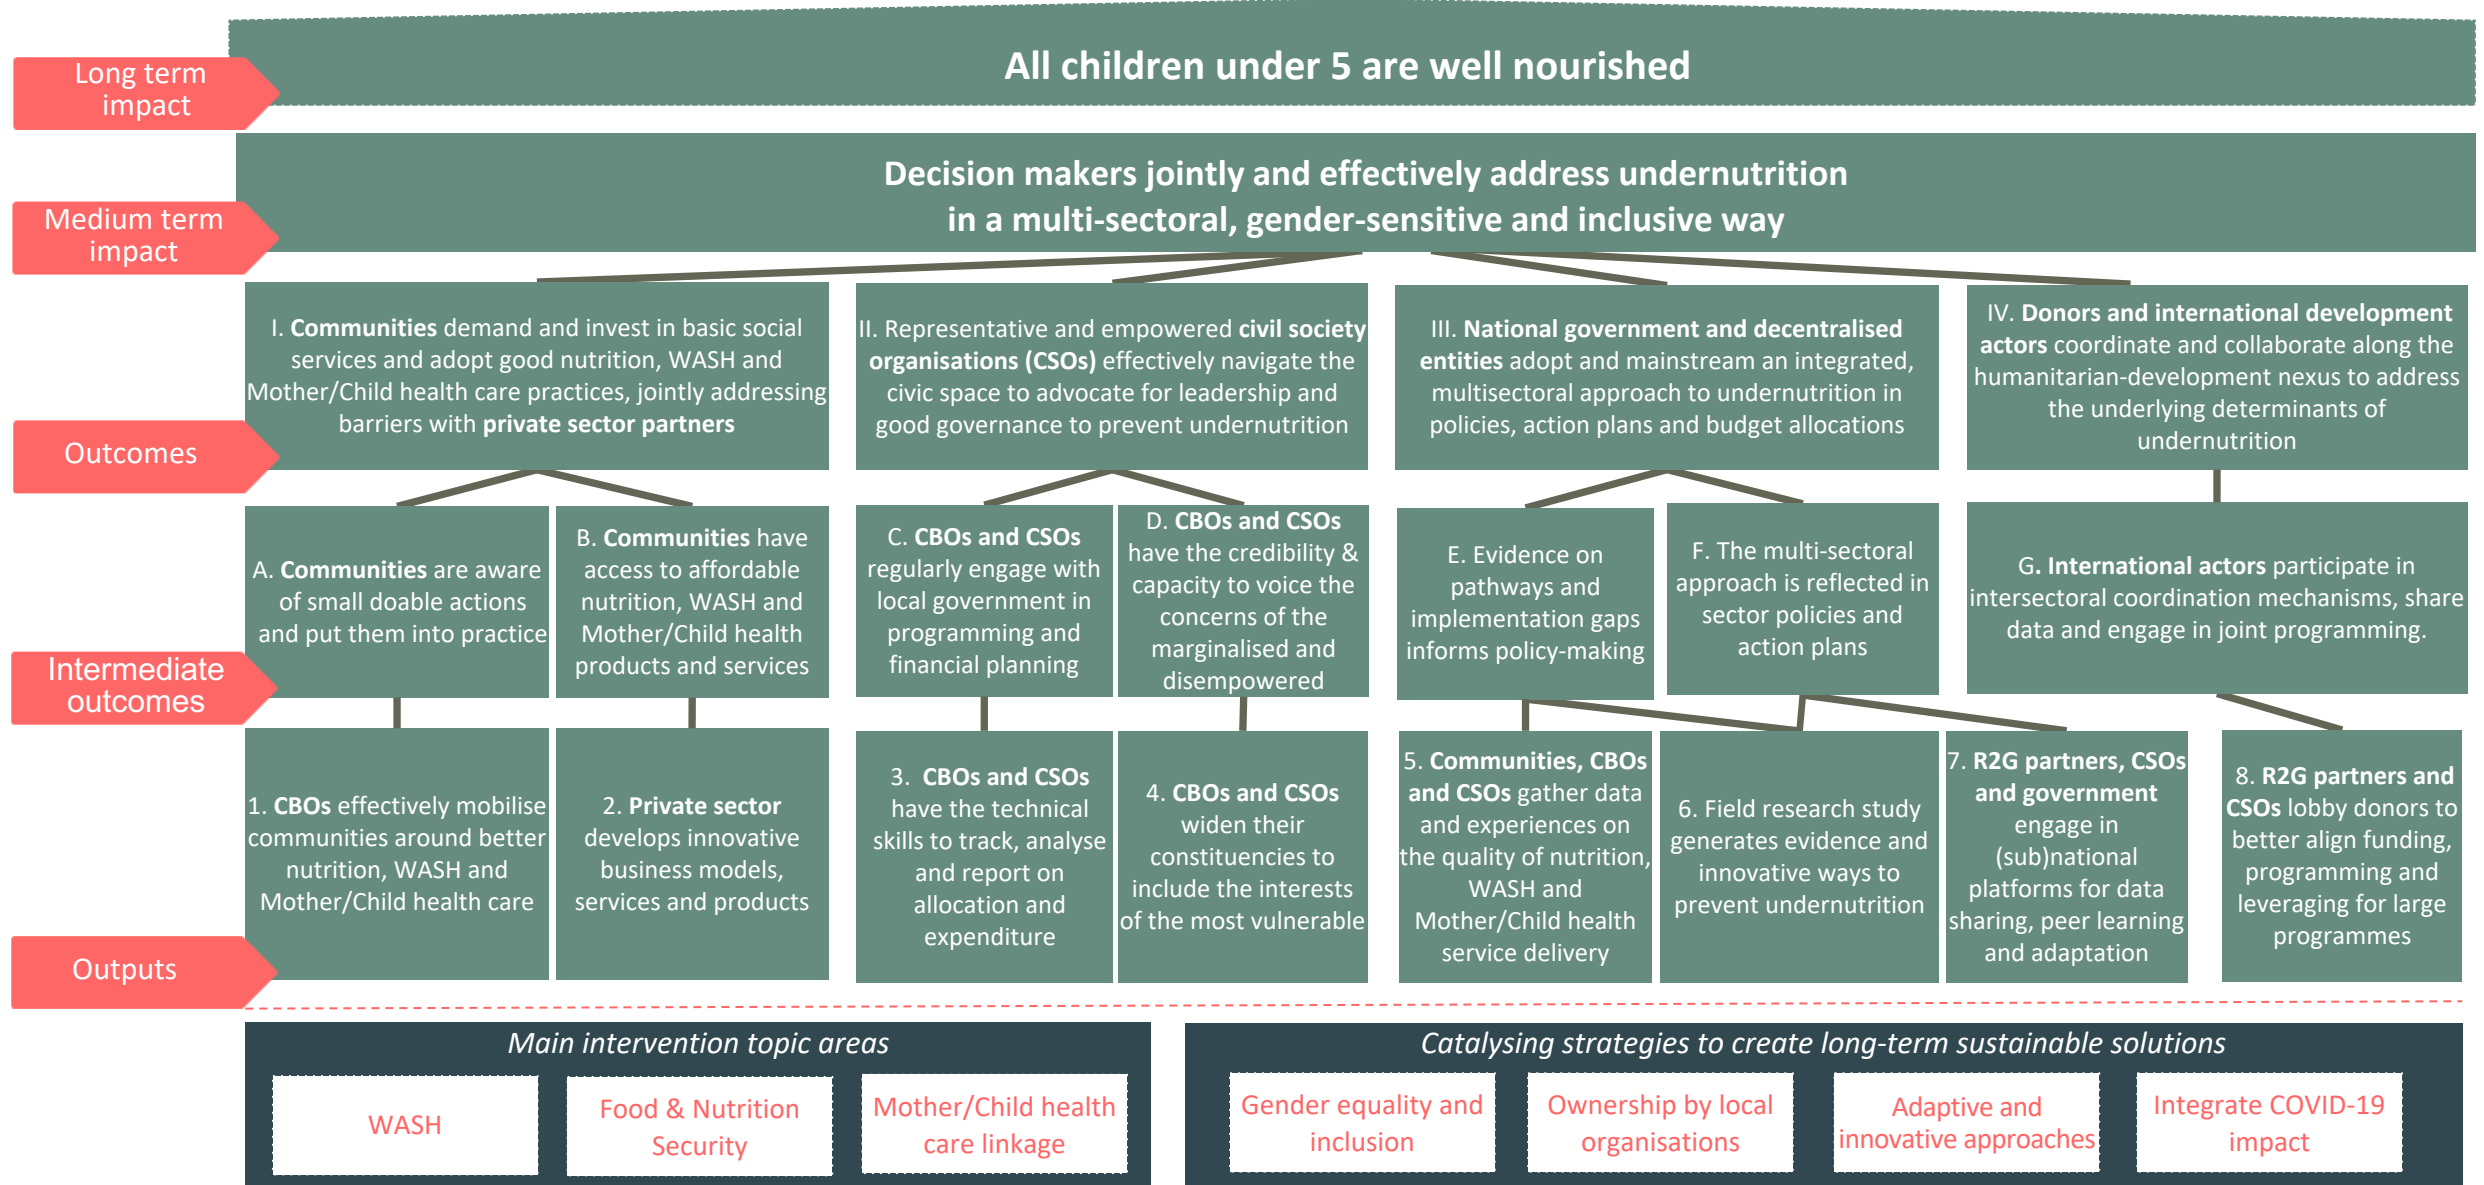 Long term
impact
All children under 5 are well nourished
Medium term
impact
Decision makers jointly and effectively address undernutrition
in a multi-sectoral, gender-sensitive and inclusive way
Outcomes
I. Communities demand and invest in basic social
services and adopt good nutrition, WASH and
Mother/Child health care practices, jointly addressing
barriers with private sector partners
II. Representative and empowered civil society
organisations (CSOs) effectively navigate the
civic space to advocate for leadership and
good governance to prevent undernutrition
III. National government and decentralised
entities adopt and mainstream an integrated,
multisectoral approach to undernutrition in
policies, action plans and budget allocations
IV. Donors and international development
actors coordinate and collaborate along the
humanitarian-development nexus to address
the underlying determinants of
undernutrition
Intermediate
outcomes
A. Communities are aware
of small doable actions
and put them into practice
B. Communities have
access to affordable
nutrition, WASH and
Mother/Child health
products and services
C. CBOs and CSOs
regularly engage with
local government in
programming and
financial planning
D. CBOs and CSOs
have the credibility &
capacity to voice the
concerns of the
marginalised and
disempowered
E. Evidence on
pathways and
implementation gaps
informs policy-making
F. The multi-sectoral
approach is reflected in
sector policies and
action plans
G. International actors participate in
intersectoral coordination mechanisms, share
data and engage in joint programming.
Outputs
1. CBOs effectively mobilise
communities around better
nutrition, WASH and
Mother/Child health care
2. Private sector
develops innovative
business models,
services and products
3. CBOs and CSOs
have the technical
skills to track, analyse
and report on
allocation and
expenditure
4. CBOs and CSOs
widen their
constituencies to
include the interests
of the most vulnerable
5. Communities, CBOs
and CSOs gather data
and experiences on
the quality of nutrition,
WASH and
Mother/Child health
service delivery
6. Field research study
generates evidence and
innovative ways to
prevent undernutrition
7. R2G partners, CSOs
and government
engage in
(sub)national
platforms for data
sharing, peer learning
and adaptation
8. R2G partners and
CSOs lobby donors to
better align funding,
programming and
leveraging for large
programmes
Main intervention topic areas
WASH
Food & Nutrition
Security
Mother/Child health
care linkage
Catalysing strategies to create long-term sustainable solutions
Gender equality and
inclusion
Ownership by local
organisations
Adaptive and
innovative approaches
Integrate COVID-19
impact